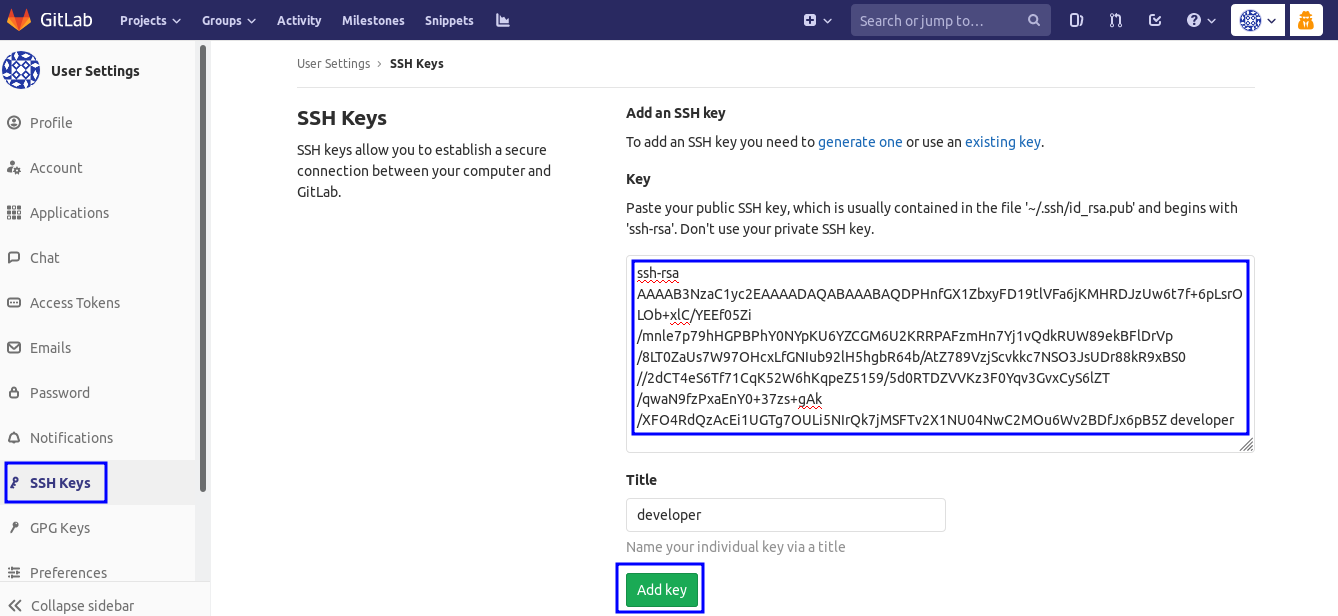 GitLab Projects Groups Activity Milestones Snippets Search or jump to…
User Settings
Profile
Account
Applications
Chat
Access Tokens
Emails
Password
Notifications
SSH Keys
GPG Keys
Preferences
Collapse sidebar
User Settings › SSH Keys
SSH Keys
SSH keys allow you to establish a secure
connection between your computer and
GitLab.
Add an SSH key
To add an SSH key you need to generate one or use an existing key.
Key
Paste your public SSH key, which is usually contained in the file '~/.ssh/id_rsa.pub' and begins with
'ssh-rsa'. Don't use your private SSH key.
ssh-rsa
AAAAB3NzaC1yc2EAAAADAQABAAABAQDPHnfGX1ZbxyFD19tlVFa6jKMHRDJzUw6t7f+6pLsrO
LOb+xlC/YEEf05Zi
/mnle7p79hHGPBPhY0NYpKU6YZCGM6U2KRRPAFzmHn7Yj1vQdkRUW89ekBFlDrVp
/8LT0ZaUs7W97OHcxLfGNIub92lH5hgbR64b/AtZ789VzjScvkkc7NSO3JsUDr88kR9xBS0
//2dCT4eS6Tf71CqK52W6hKqpeZ5159/5d0RTDZVVKz3F0Yqv3GvxCyS6lZT
/qwaN9fzPxaEnY0+37zs+gAk
/XFO4RdQzAcEi1UGTg7OULi5NIrQk7jMSFTv2X1NU04NwC2MOu6Wv2BDfJx6pB5Z developer
Title
developer
Name your individual key via a title
Add key